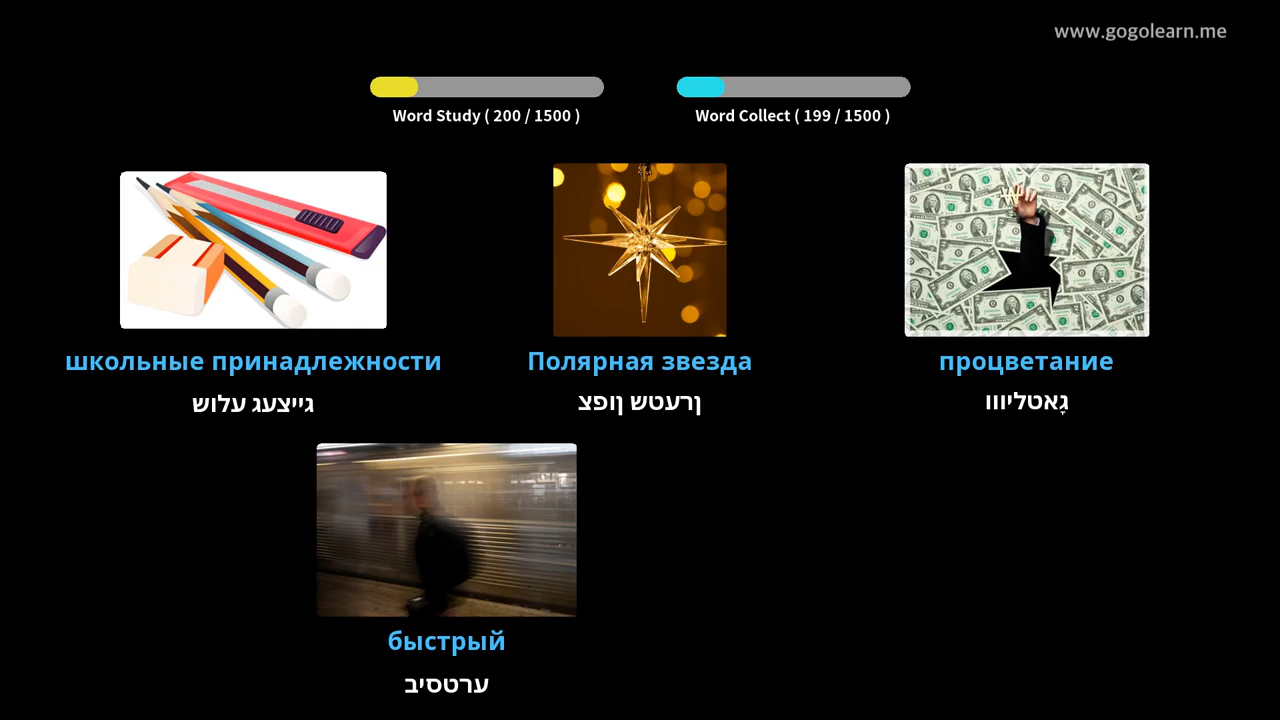 www.gogolearn.me
Word Study ( 200 / 1500 )
Word Collect ( 199 / 1500 )
школьные принадлежности
גייצעג עלוש
Полярная звезда
ןרעטש ןופצ
процветание
גָאטליווו
быстрый
ערטסיב